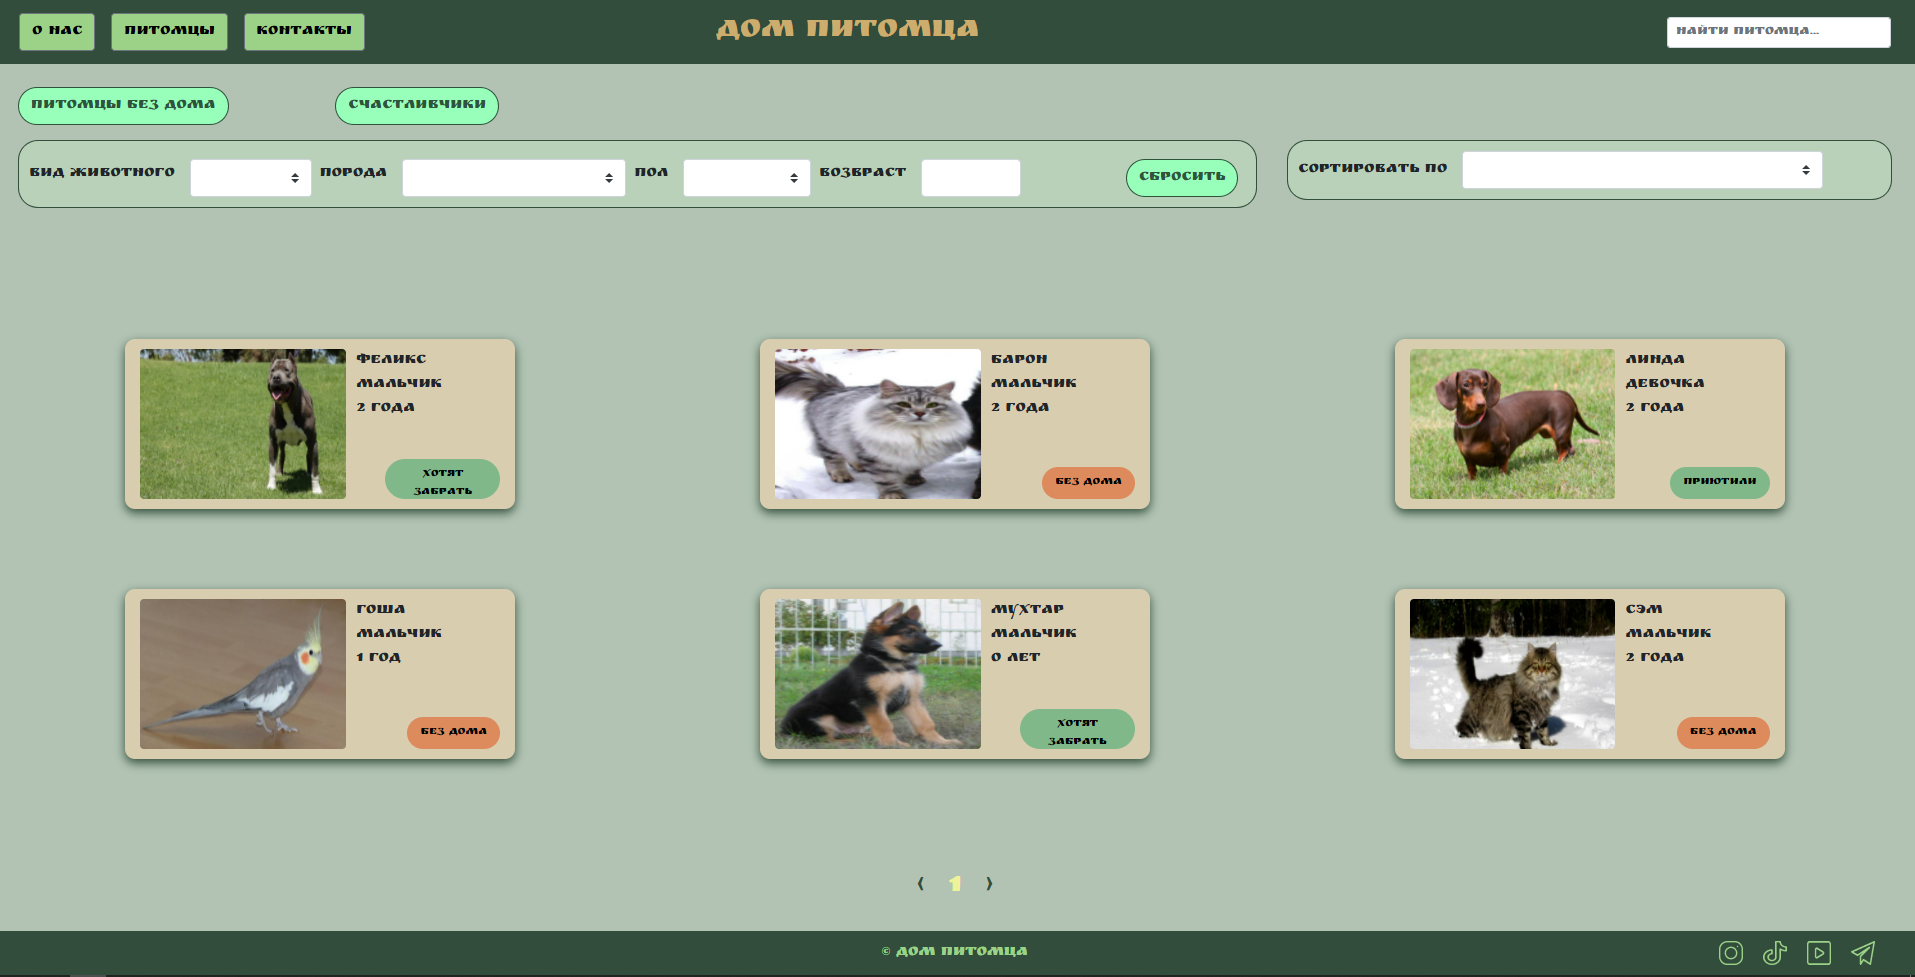 О НАС
ПИТОМЦЫ
КОНТАКТЫ
ДОМ ПИТОМЦА
НАЙТИ ПИТОМЦА...
ПИТОМЦЫ БЕЗ ДОМА
СЧАСТЛИВЧИКИ
ВИД ЖИВОТНОГО
ПОРОДА
ПОЛ
ВОЗВРАСТ
СБРОСИТЬ
СОРТИРОВАТЬ ПО
ФЕЛИКС
МАЛЬЧИК
2 ГОДА
ХОТЯТ
ЗАБРАТЬ
БАРОН
МАЛЬЧИК
2 ГОДА
БЕЗ ДОМА
ЛИНДА
ДЕВОЧКА
2 ГОДА
ПРИЮТИЛИ
ГОША
МАЛЬЧИК
1 ГОД
БЕЗ ДОМА
МУХТАР
МАЛЬЧИК
0 ЛЕТ
ХОТЯТ
ЗАБРАТЬ
СЭМ
МАЛЬЧИК
2 ГОДА
БЕЗ ДОМА
⟨ 1 ⟩
© ДОМ ПИТОМЦА